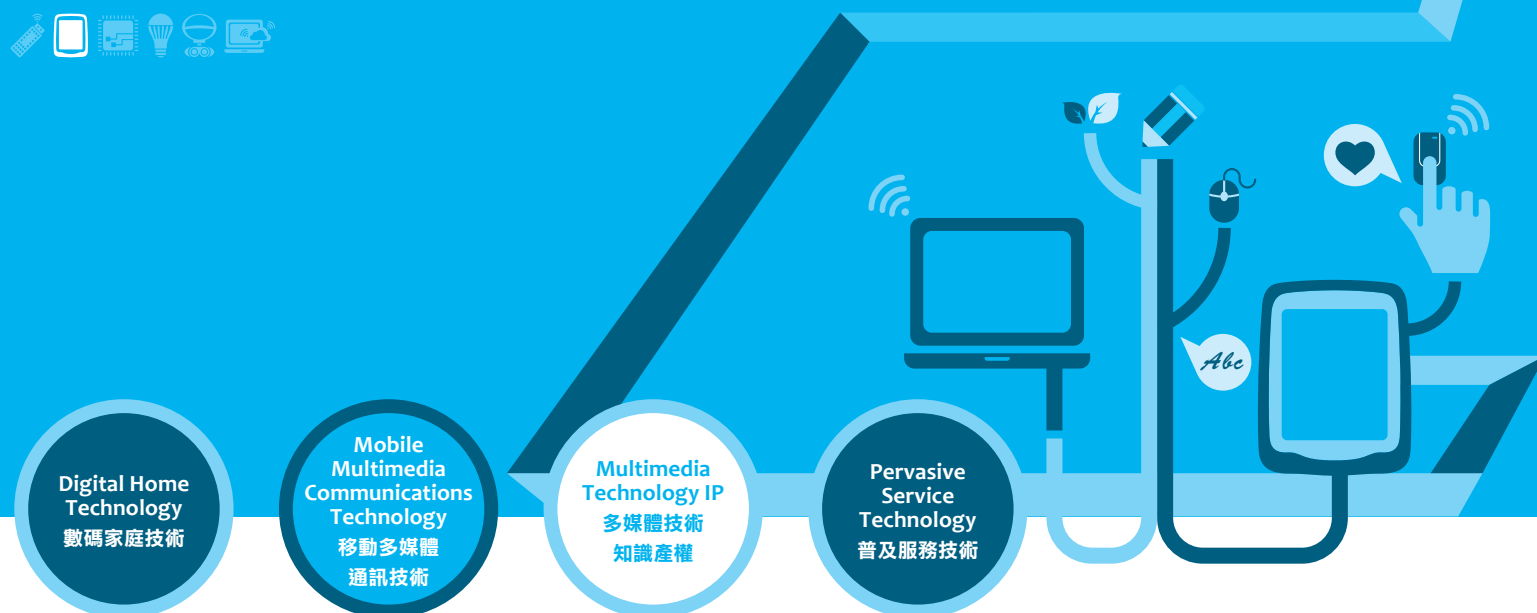 Abc
Digital Home
Technology
數碼家庭技術
Mobile
Multimedia
Communications
Technology
移動多媒體
通訊技術
Multimedia
Technology IP
多媒體技術
知識產權
Pervasive
Service
Technology
普及服務技術